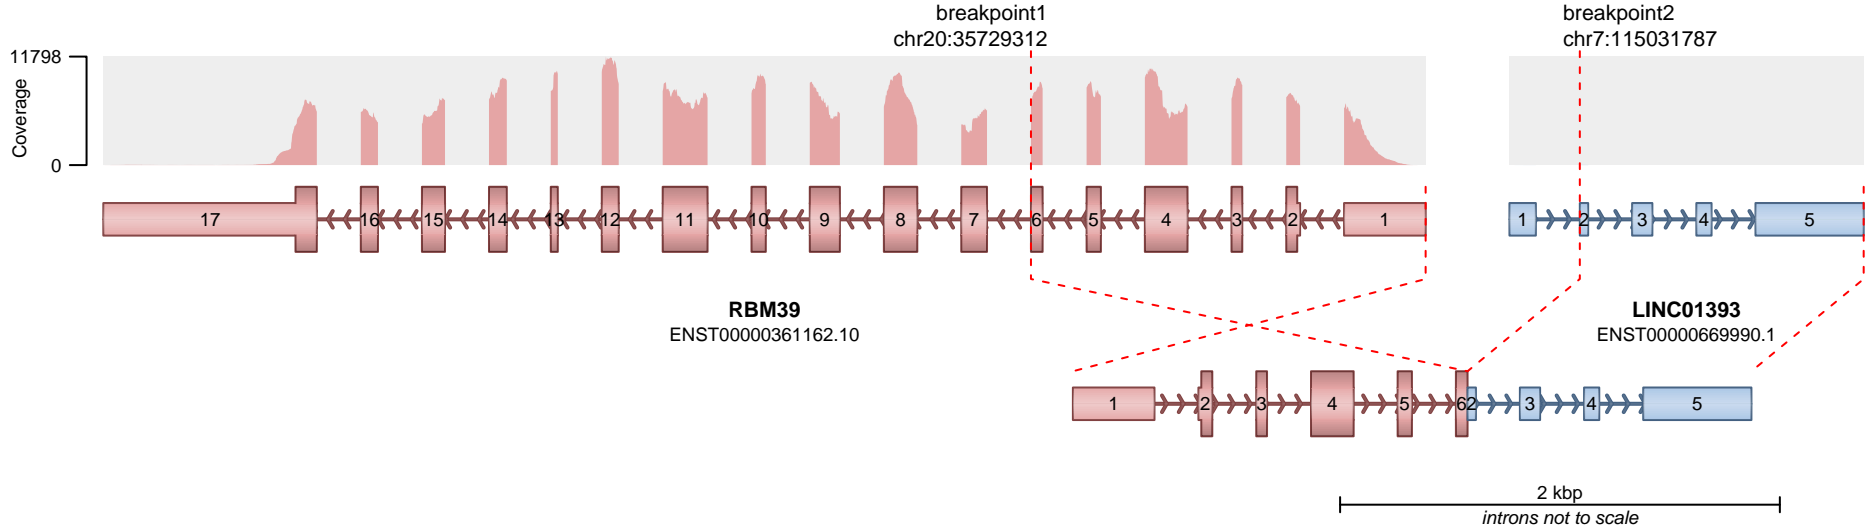 breakpoint1
chr20:35729312
breakpoint2
chr7:115031787
11798
Coverage
0
17 16 15 14 13 12 11 10 9 8 7 6 5 4 3 2 1
1 2 3 4 5
RBM39
ENST00000361162.10
LINC01393
ENST00000669990.1
1 2 3 4 5 6 2 3 4 5
2 kbp
introns not to scale